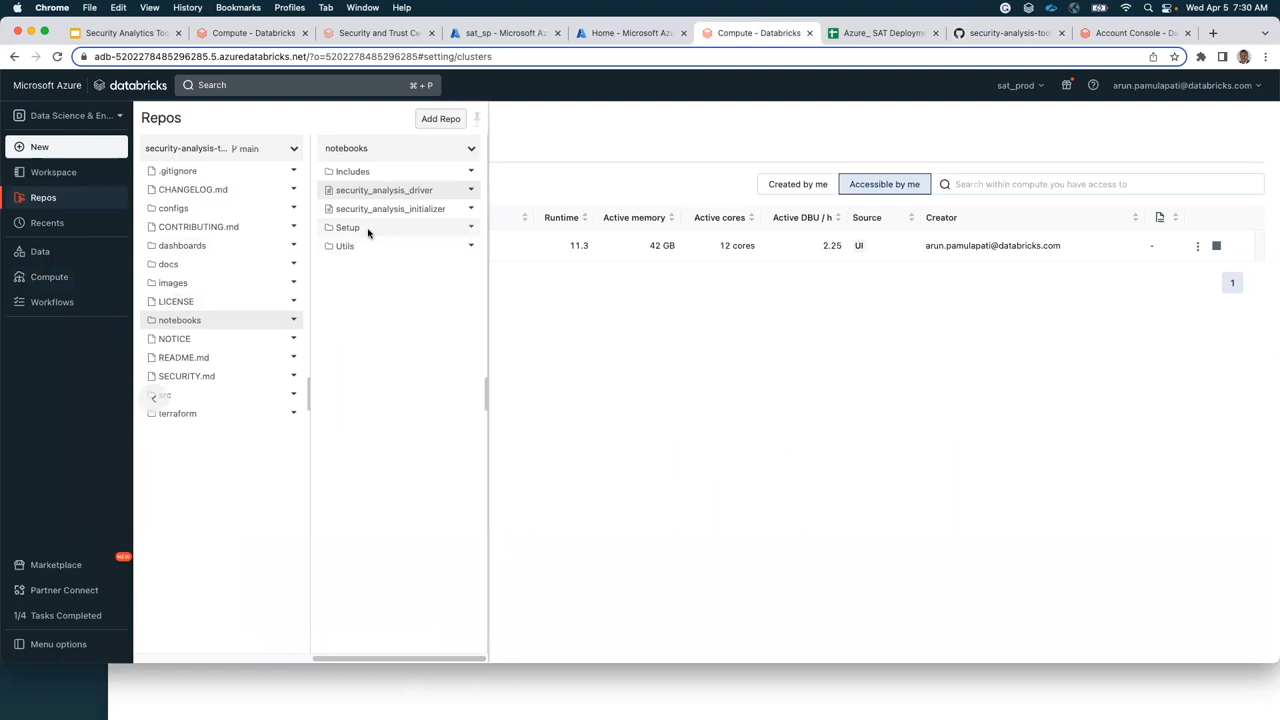 Chrome File Edit View History Bookmarks Profiles Tab Window Help Wed Apr 5 7:30 AM
Security Analytics Too Compute - Databricks Security and Trust Ce sat_sp - Microsoft Az Home - Microsoft Azu Compute - Databricks Azure_ SAT Deployme security-analysis-too Account Console - Da
adb-5202278485296285.5.azuredatabricks.net/?o=5202278485296285#setting/clusters
Microsoft Azure databricks Search ⌘ + P sat_prod arun.pamulapati@databricks.com
Data Science & En...
New
Workspace
Repos
Recents
Data
Compute
Workflows
Marketplace NEW
Partner Connect
1/4 Tasks Completed
Menu options
Repos Add Repo
security-analysis-t... main
.gitignore
CHANGELOG.md
configs
CONTRIBUTING.md
dashboards
docs
images
LICENSE
notebooks
NOTICE
README.md
SECURITY.md
src
terraform
notebooks
Includes
security_analysis_driver
security_analysis_initializer
Setup
Utils
Created by me Accessible by me Search within compute you have access to
Runtime Active memory Active cores Active DBU / h Source Creator
11.3 42 GB 12 cores 2.25 UI arun.pamulapati@databricks.com -
1